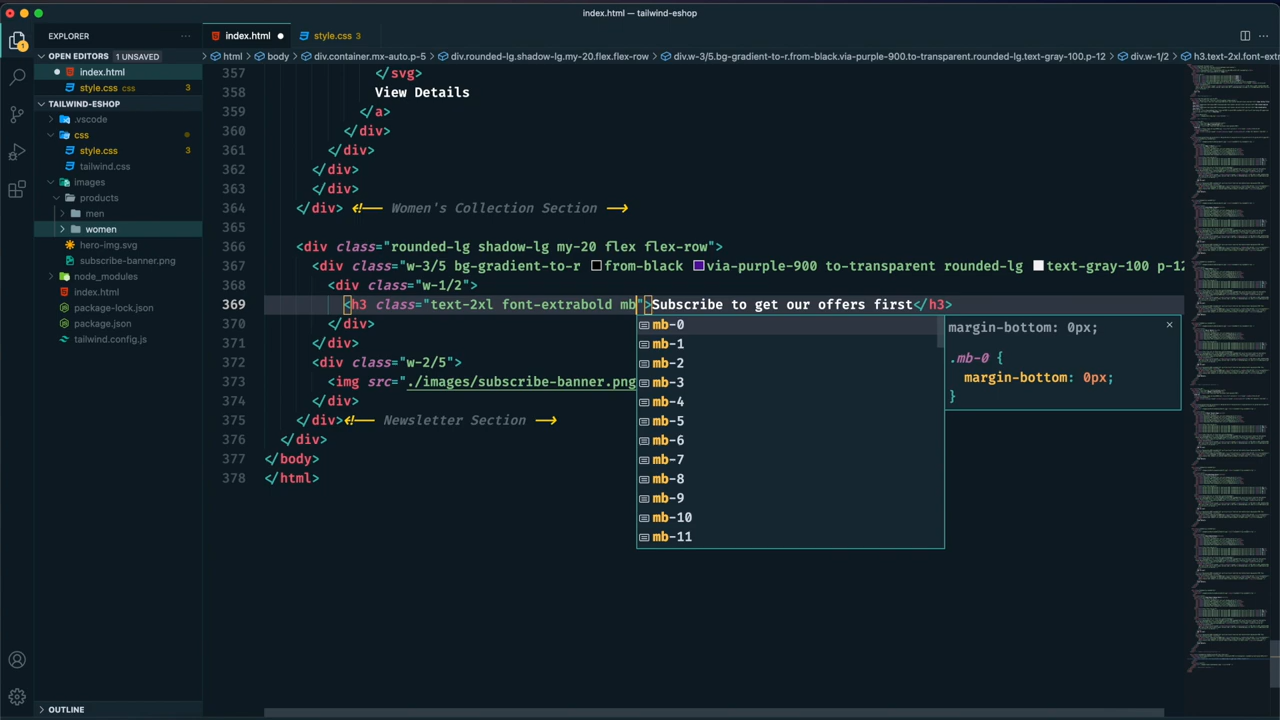 index.html — tailwind-eshop
EXPLORER
index.html
style.css 3
OPEN EDITORS 1 UNSAVED
html body div.container.mx-auto.p-5 div.rounded-lg.shadow-lg.my-20.flex.flex-row div.w-3/5.bg-gradient-to-r.from-black.via-purple-900.to-transparent.rounded-lg.text-gray-100.p-12 div.w-1/2 h3.text-2xl.font-extrabo
index.html
style.css css 3
TAILWIND-ESHOP
.vscode
css
style.css 3
tailwind.css
images
products
men
women
hero-img.svg
subscribe-banner.png
node_modules
index.html
package-lock.json
package.json
tailwind.config.js
357 </svg>
358 View Details
359 </a>
360 </div>
361 </div>
362 </div>
363 </div>
364 </div> <!-- Women's Collection Section -->
365
366 <div class="rounded-lg shadow-lg my-20 flex flex-row">
367 <div class="w-3/5 bg-gradient-to-r from-black via-purple-900 to-transparent rounded-lg text-gray-100 p-12
368 <div class="w-1/2">
369 <h3 class="text-2xl font-extrabold mb">Subscribe to get our offers first</h3>
370 </div>
371 </div>
372 <div class="w-2/5">
373 <img src="./images/subscribe-banner.png
374 </div>
375 </div><!-- Newsletter Section -->
376 </div>
377 </body>
378 </html>
mb-0
mb-1
mb-2
mb-3
mb-4
mb-5
mb-6
mb-7
mb-8
mb-9
mb-10
mb-11
margin-bottom: 0px;
.mb-0 {
margin-bottom: 0px;
}
OUTLINE